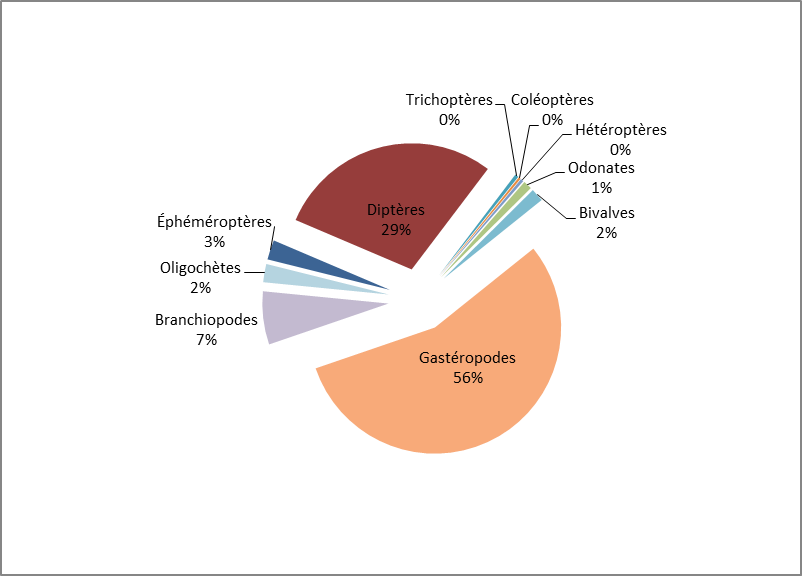 Trichoptères
0%
Coléoptères
0%
Hétéroptères
0%
Odonates
1%
Bivalves
2%
Gastéropodes
56%
Branchiopodes
7%
Oligochètes
2%
Éphéméroptères
3%
Diptères
29%